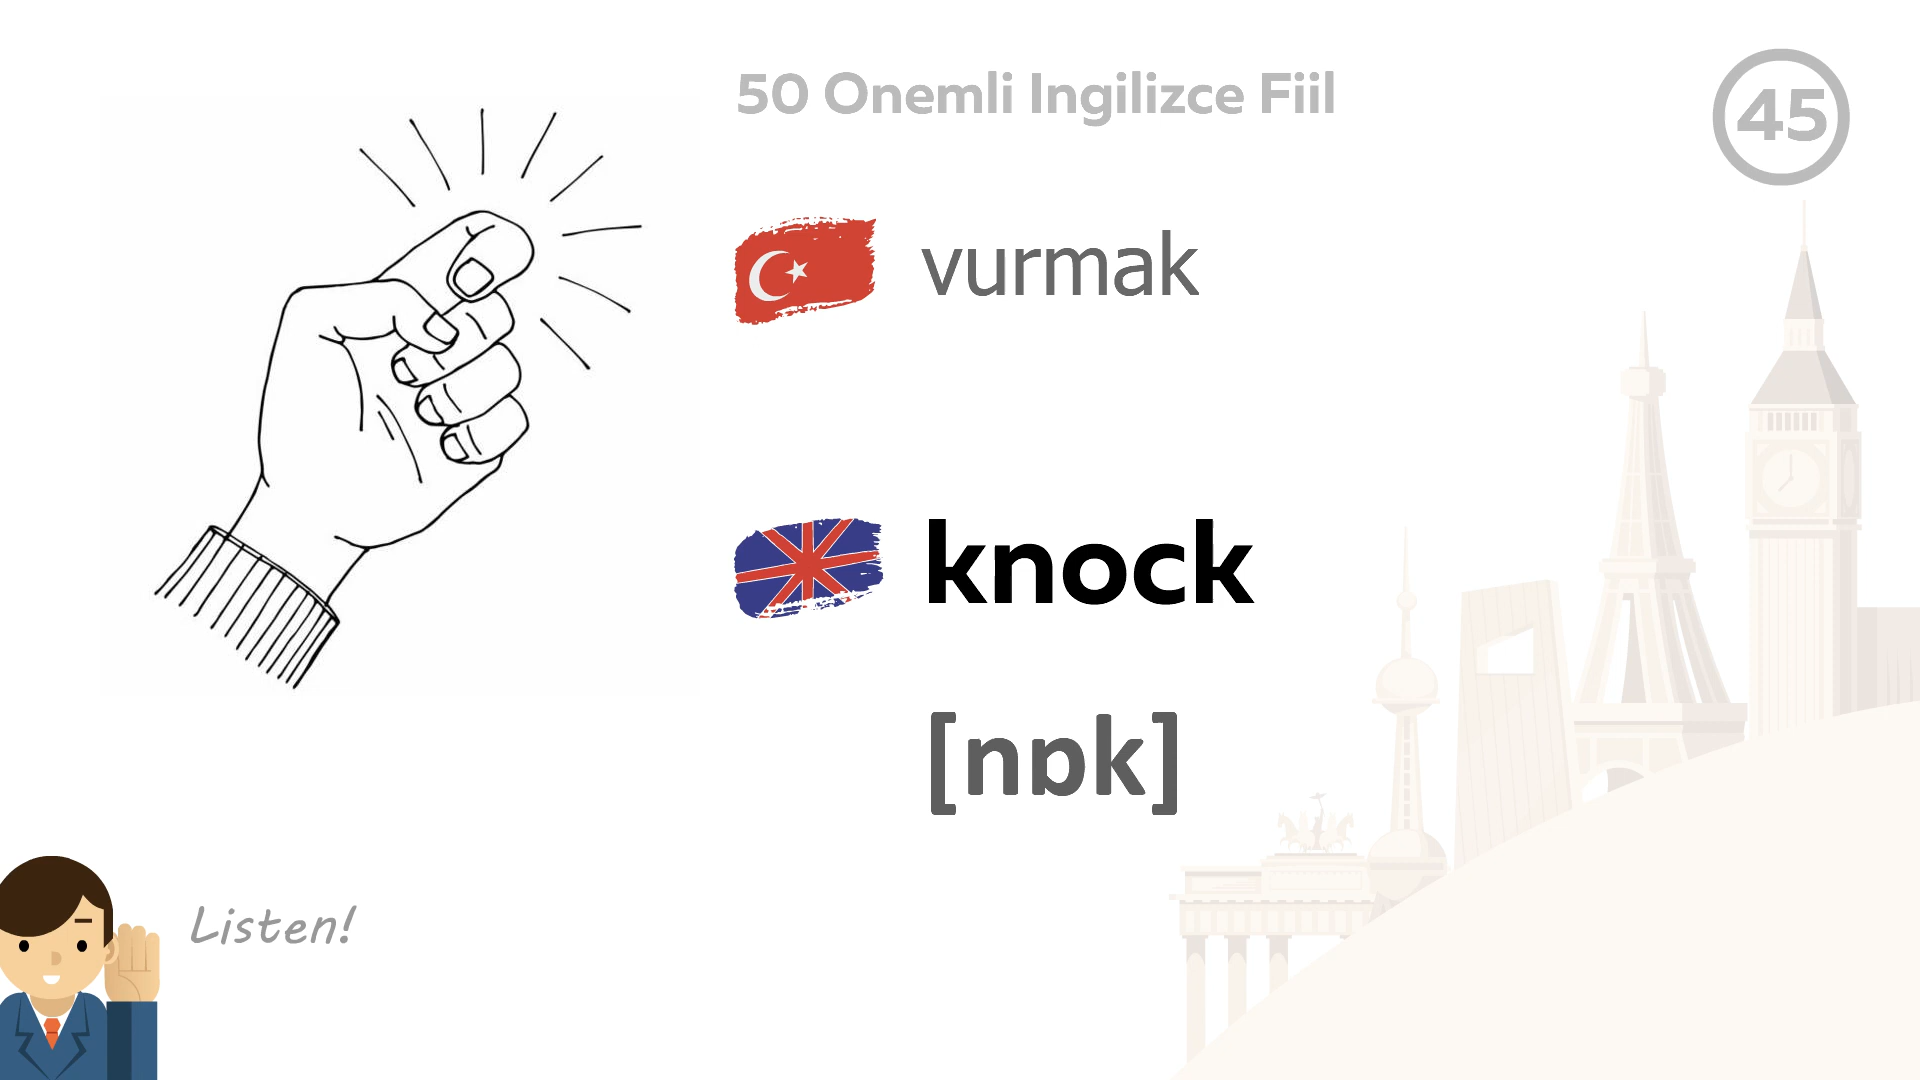 50 Onemli Ingilizce Fiil
45
vurmak
knock
[nɒk]
Listen!